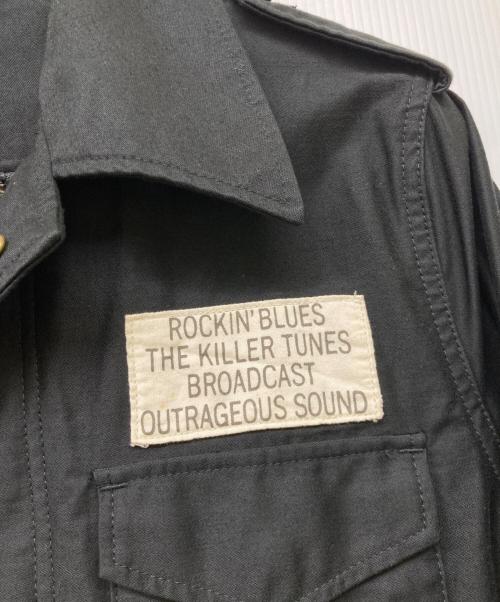 ROCKIN' BLUES
THE KILLER TUNES
BROADCAST
OUTRAGEOUS SOUND